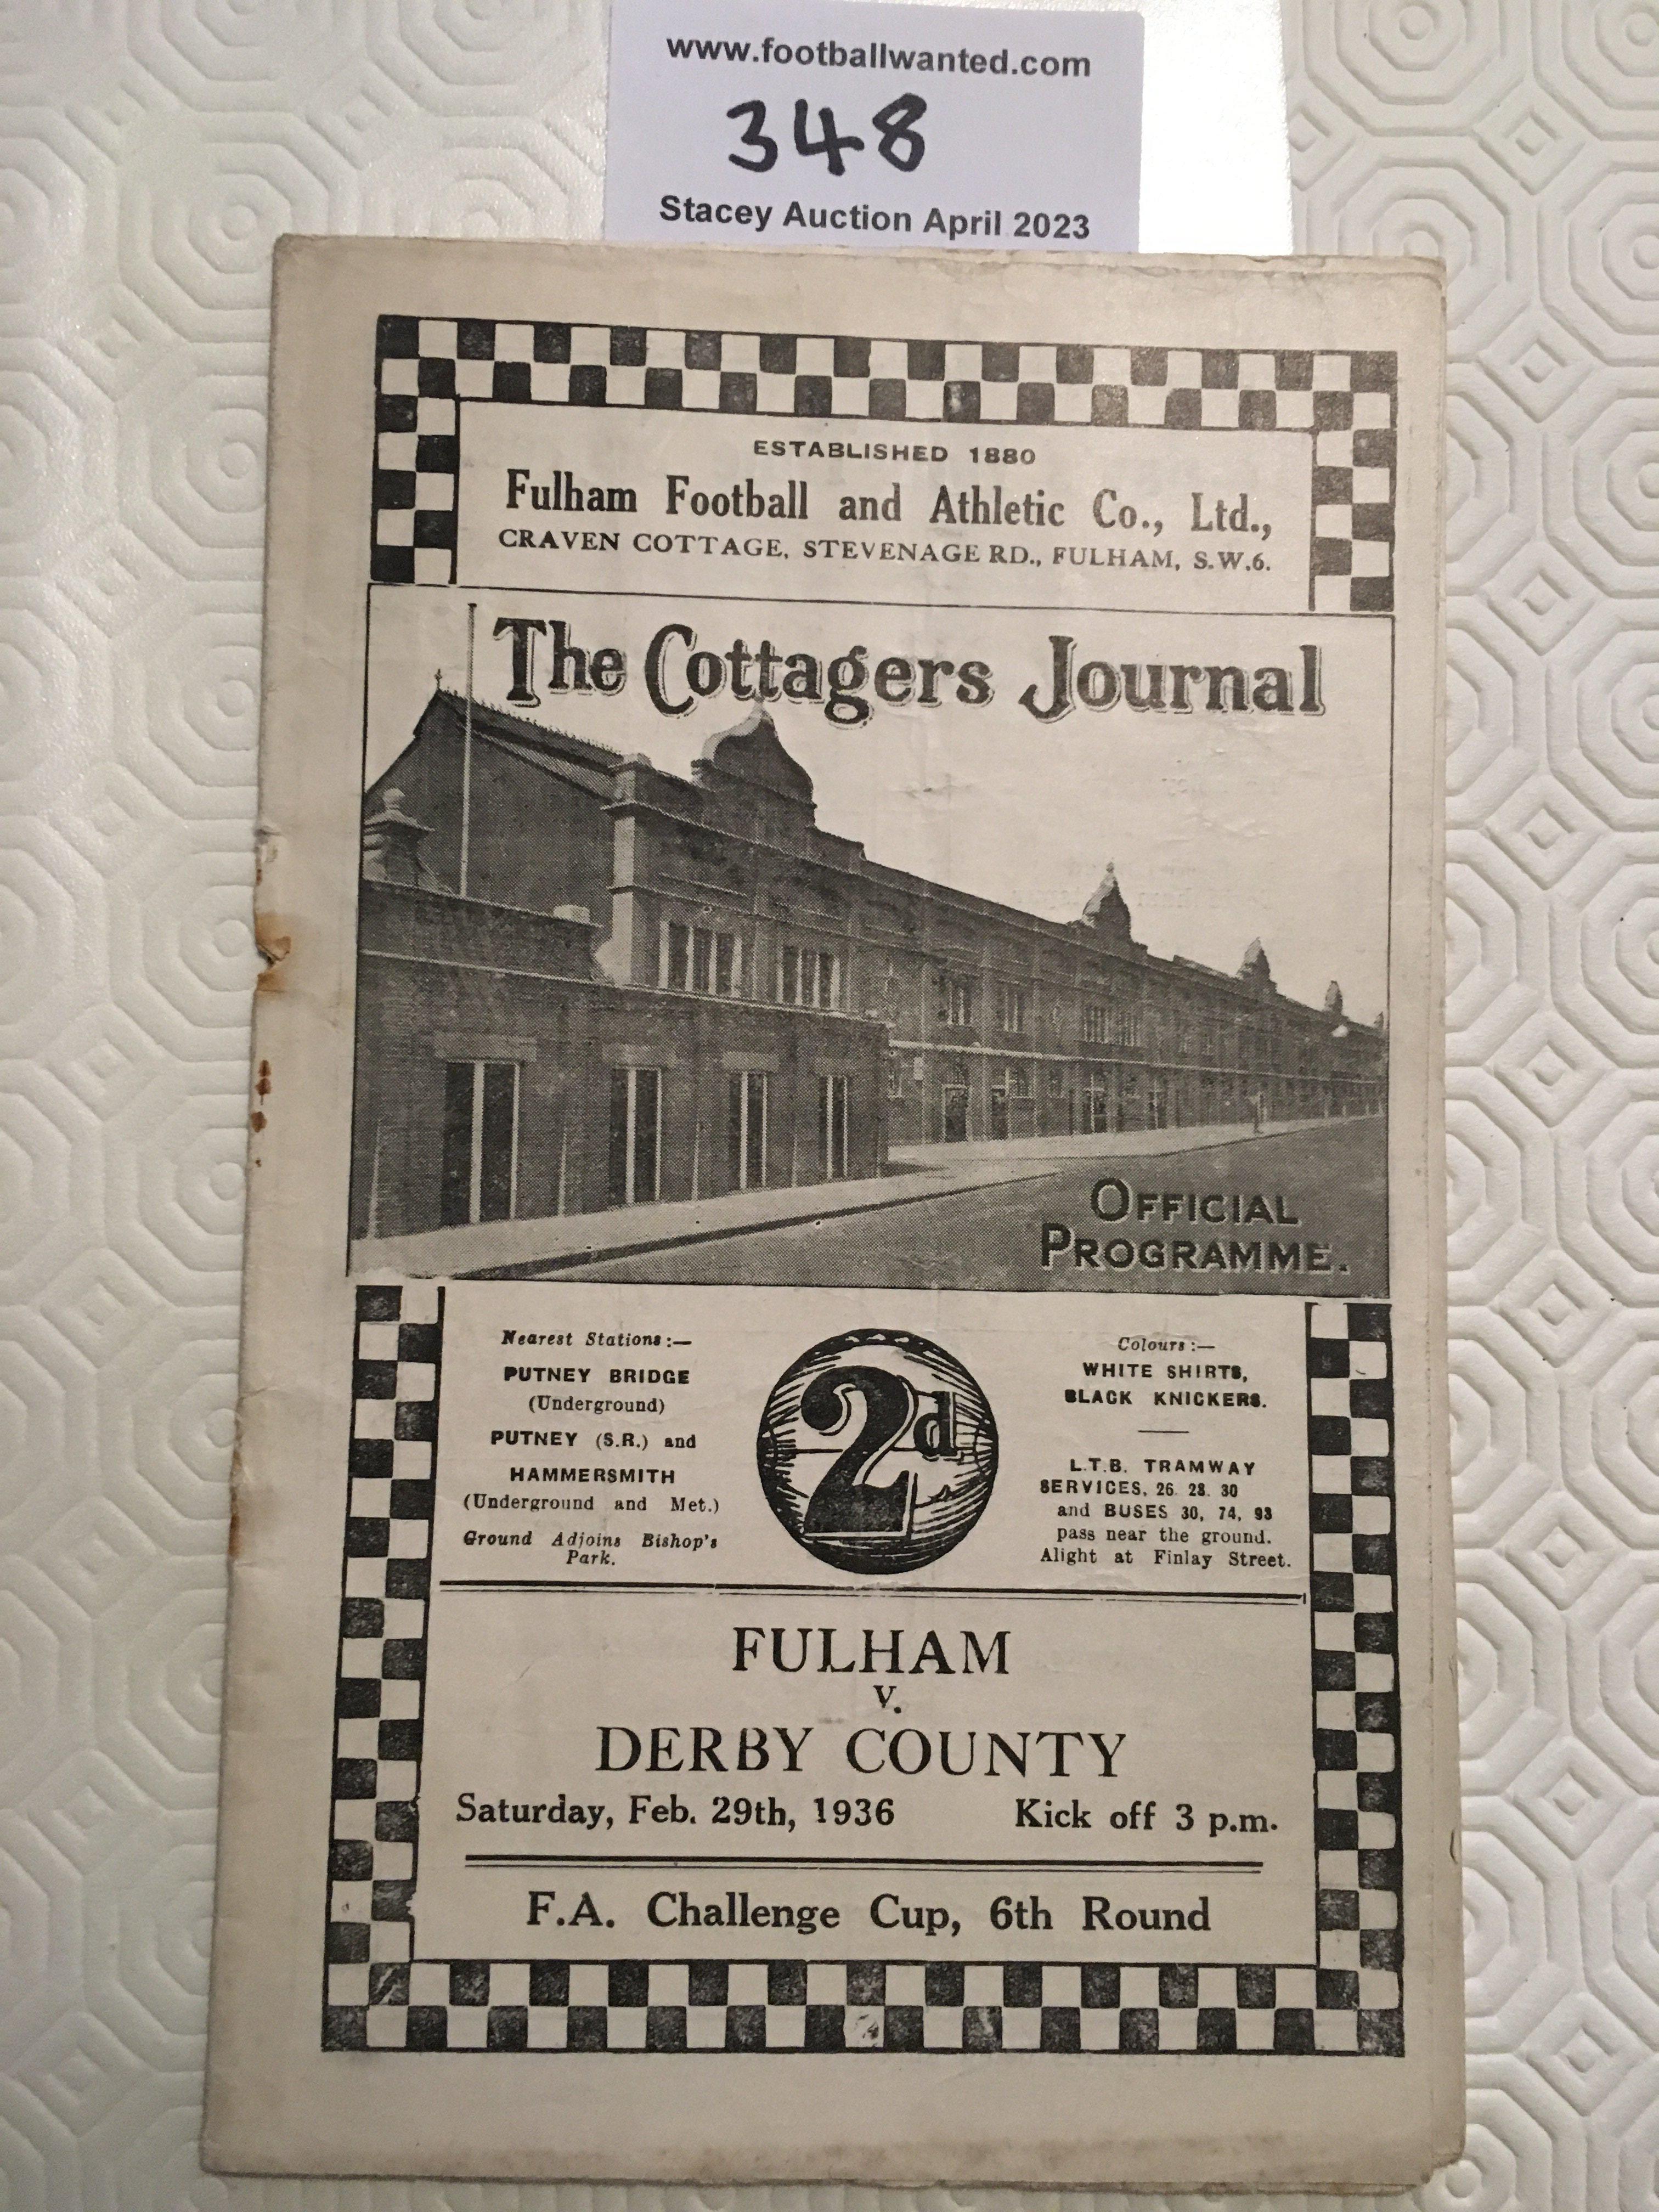 www.footballwanted.com
348
Stacey Auction April 2023
ESTABLISHED 1880
Fulham Football and Athletic Co., Ltd.,
CRAVEN COTTAGE, STEVENAGE RD., FULHAM, S.W.6.
The Cottagers Journal
OFFICIAL
PROGRAMME.
Nearest Stations:—
PUTNEY BRIDGE
(Underground)
PUTNEY (S.R.) and
HAMMERSMITH
(Underground and Met.)
Ground Adjoins Bishop's
Park.
2d
Colours:—
WHITE SHIRTS,
BLACK KNICKERS.
L.T.B. TRAMWAY
SERVICES, 26. 28. 30
and BUSES 30, 74, 93
pass near the ground.
Alight at Finlay Street.
FULHAM
v.
DERBY COUNTY
Saturday, Feb. 29th, 1936 Kick off 3 p.m.
F.A. Challenge Cup, 6th Round